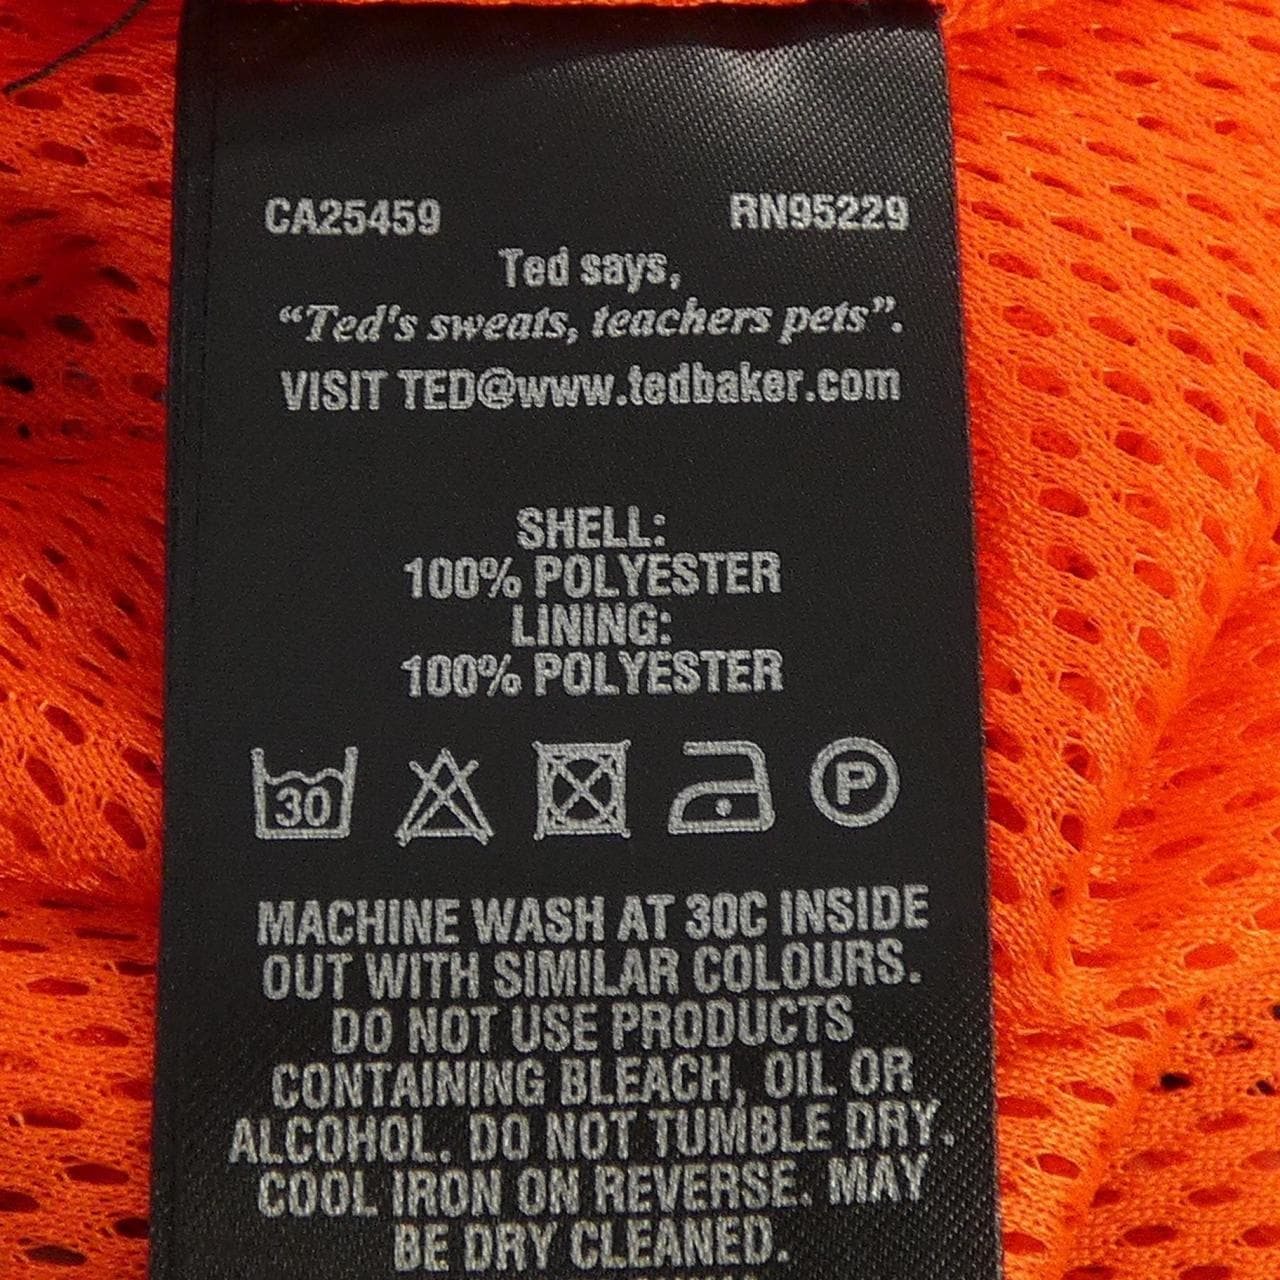 CA25459 RN95229
Ted says,
“Ted's sweats, teachers pets”.
VISIT TED@www.tedbaker.com
SHELL:
100% POLYESTER
LINING:
100% POLYESTER
30 P
MACHINE WASH AT 30C INSIDE
OUT WITH SIMILAR COLOURS.
DO NOT USE PRODUCTS
CONTAINING BLEACH, OIL OR
ALCOHOL. DO NOT TUMBLE DRY.
COOL IRON ON REVERSE. MAY
BE DRY CLEANED.